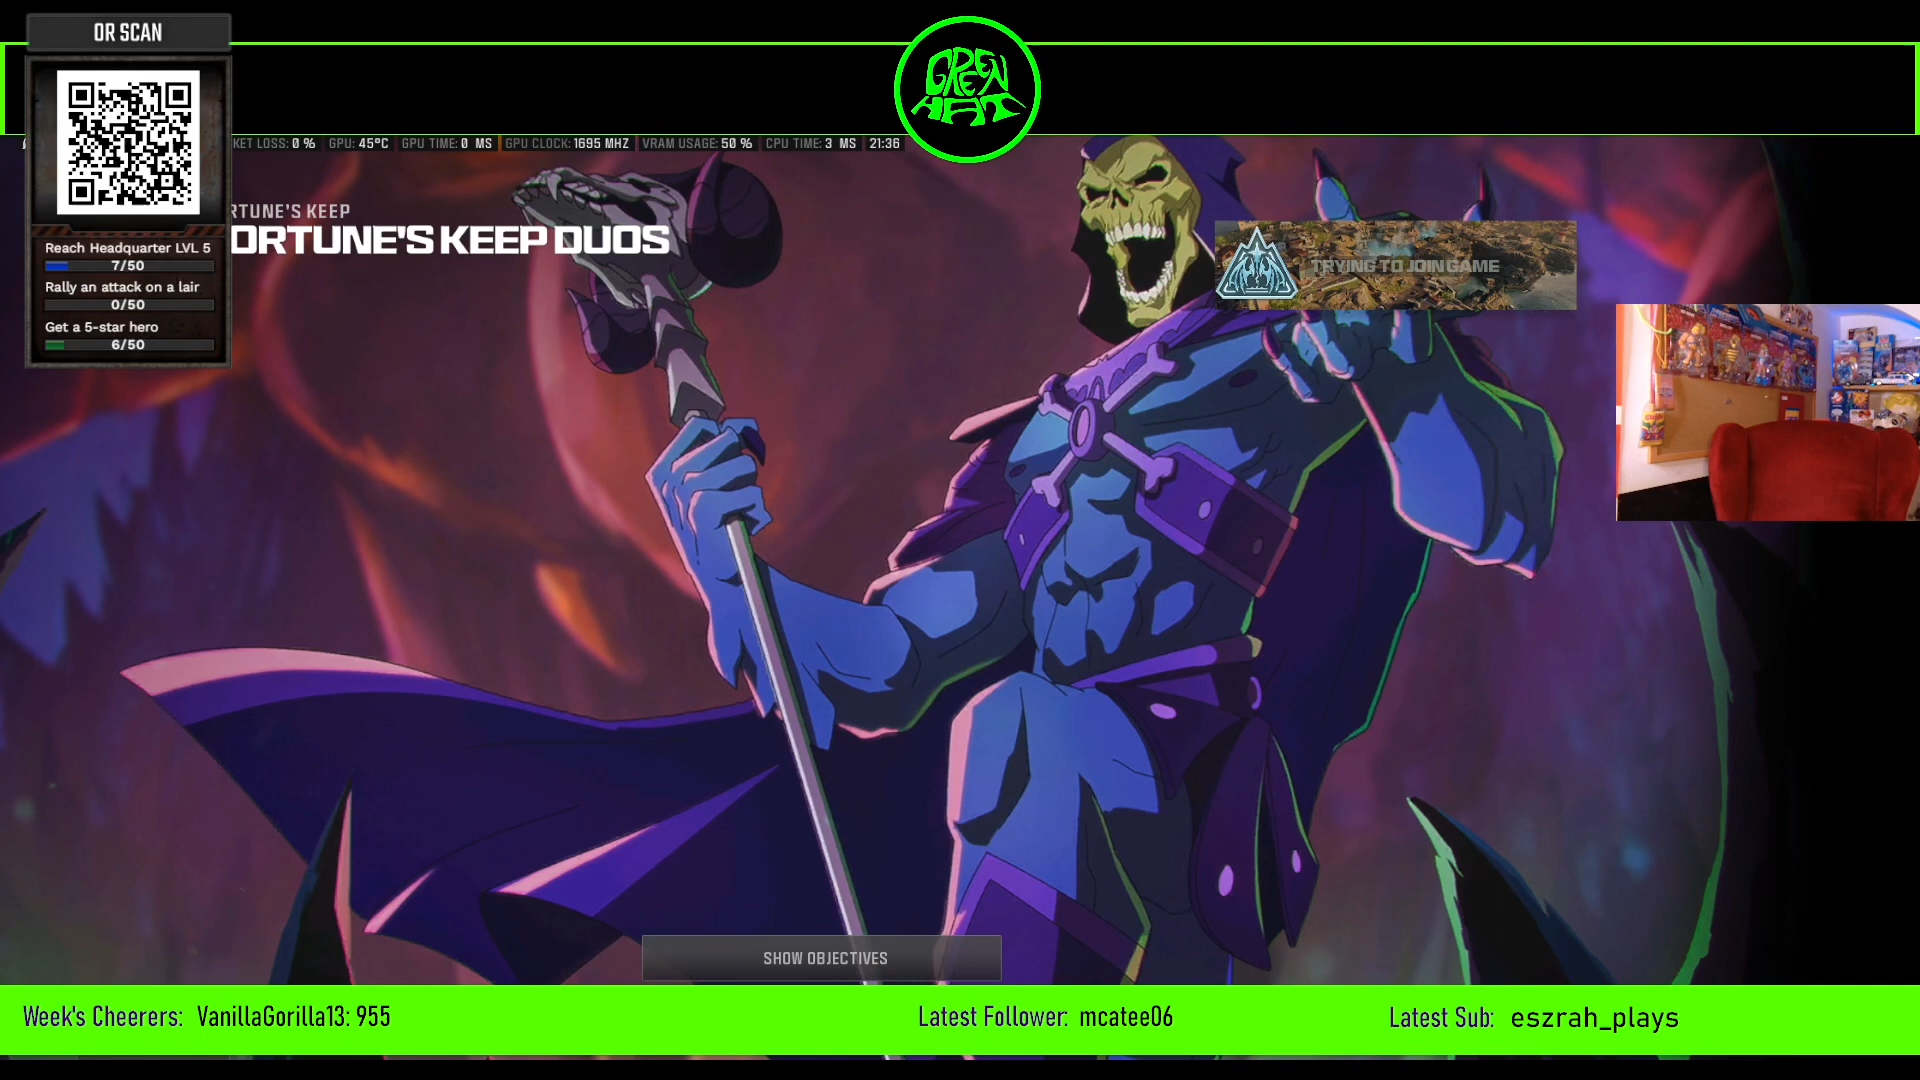 OR SCAN
GREEN
HAT
KET LOSS: 0 % GPU: 45°C GPU TIME: 0 MS GPU CLOCK: 1695 MHZ VRAM USAGE: 50 % CPU TIME: 3 MS 21:36
RTUNE'S KEEP
ORTUNE'S KEEP DUOS
Reach Headquarter LVL 5
7/50
Rally an attack on a lair
0/50
Get a 5-star hero
6/50
TRYING TO JOIN GAME
SHOW OBJECTIVES
Week's Cheerers: VanillaGorilla13: 955 Latest Follower: mcatee06 Latest Sub: eszrah_plays